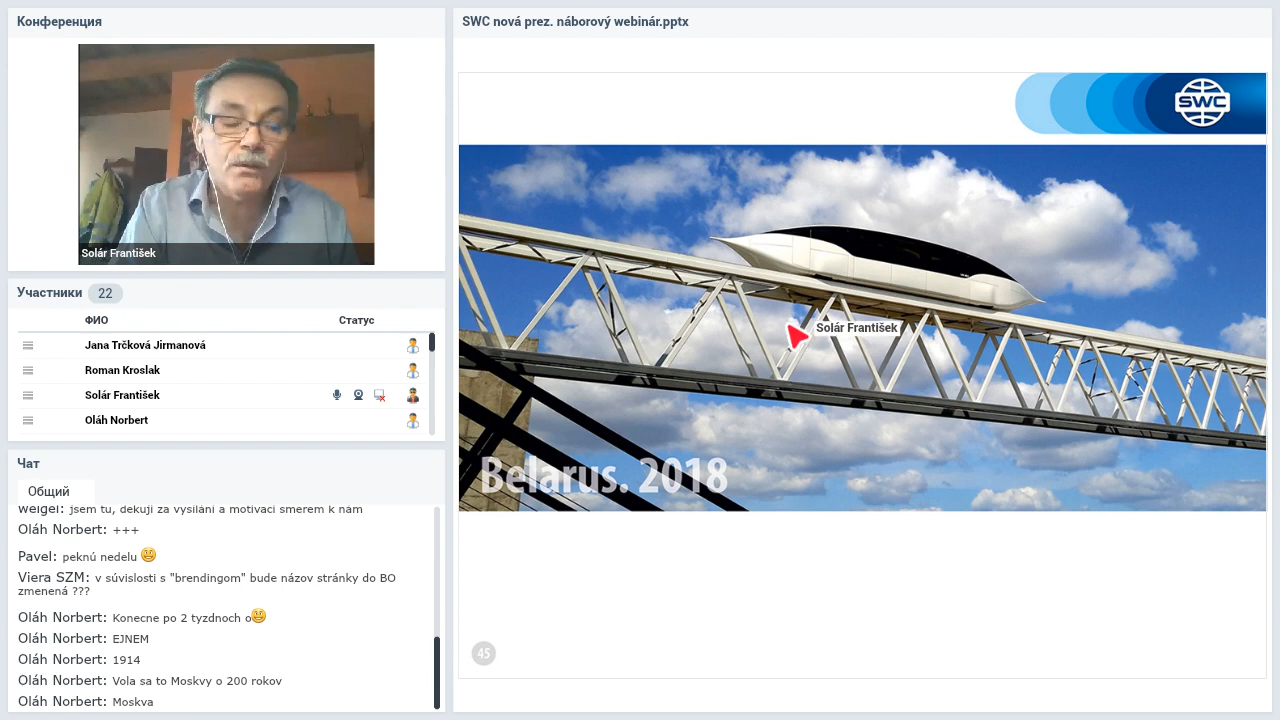 Конференция
Solár František
Участники 22
ФИО Статус
Jana Trčková Jirmanová
Roman Kroslak
Solár František
Oláh Norbert
Чат
Общий
weigel: jsem tu, dekuji za vysílání a motivaci smerem k nám
Oláh Norbert: +++
Pavel: peknú nedelu
Viera SZM: v súvislosti s "brendingom" bude názov stránky do BO
zmenená ???
Oláh Norbert: Konecne po 2 tyzdnoch o
Oláh Norbert: EJNEM
Oláh Norbert: 1914
Oláh Norbert: Vola sa to Moskvy o 200 rokov
Oláh Norbert: Moskva
SWC nová prez. náborový webinár.pptx
SWC
Solár František
Belarus. 2018
45